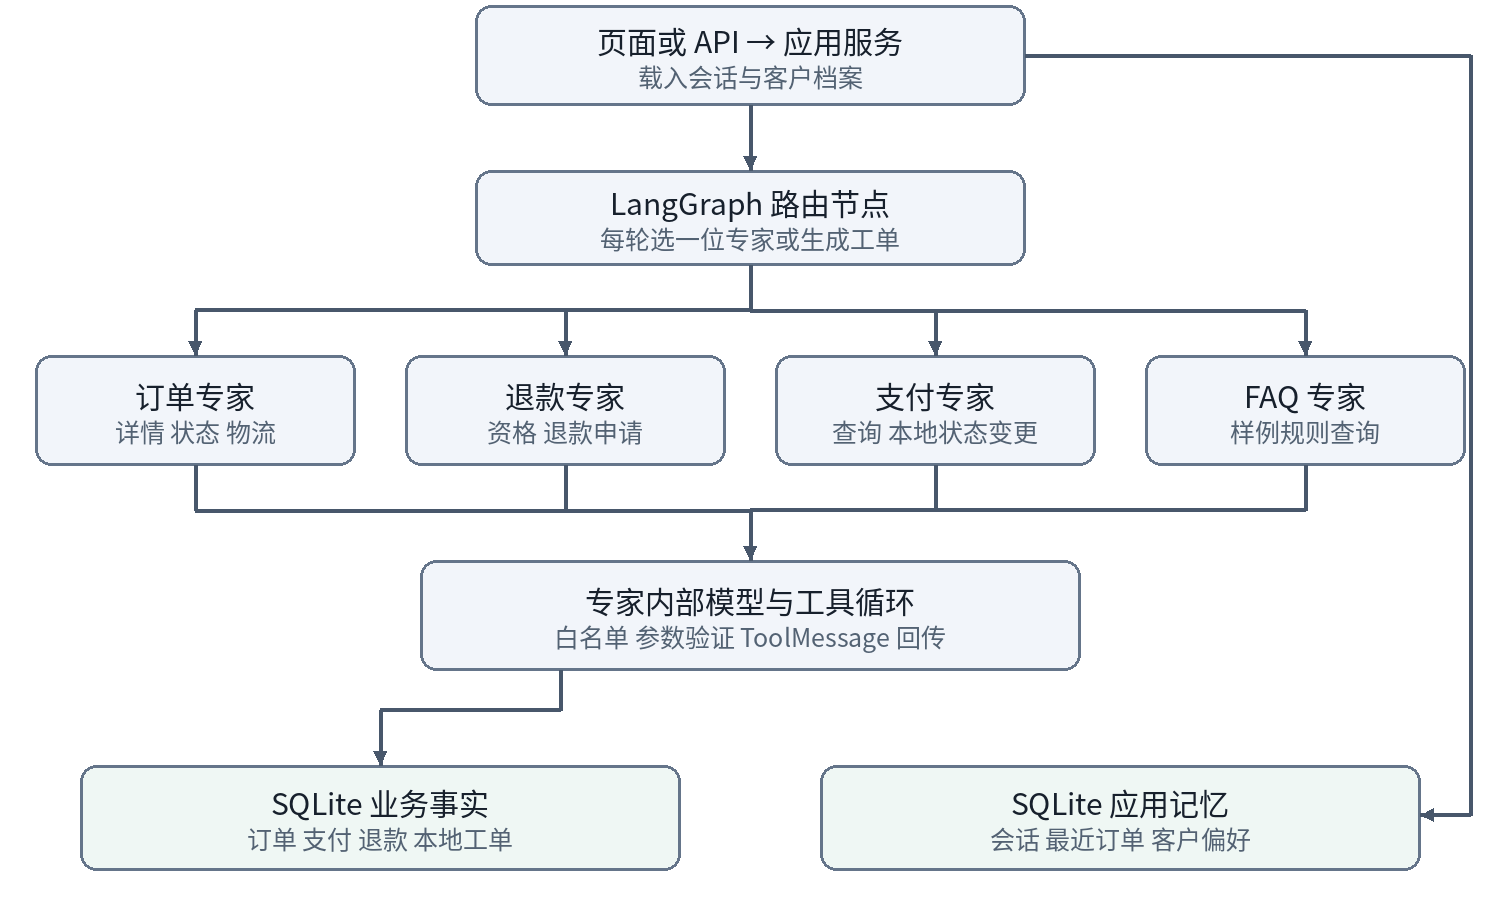 页面或 API → 应用服务
载入会话与客户档案
LangGraph 路由节点
每轮选一位专家或生成工单
订单专家
详情 状态 物流
退款专家
资格 退款申请
支付专家
查询 本地状态变更
FAQ 专家
样例规则查询
专家内部模型与工具循环
白名单 参数验证 ToolMessage 回传
SQLite 业务事实
订单 支付 退款 本地工单
SQLite 应用记忆
会话 最近订单 客户偏好